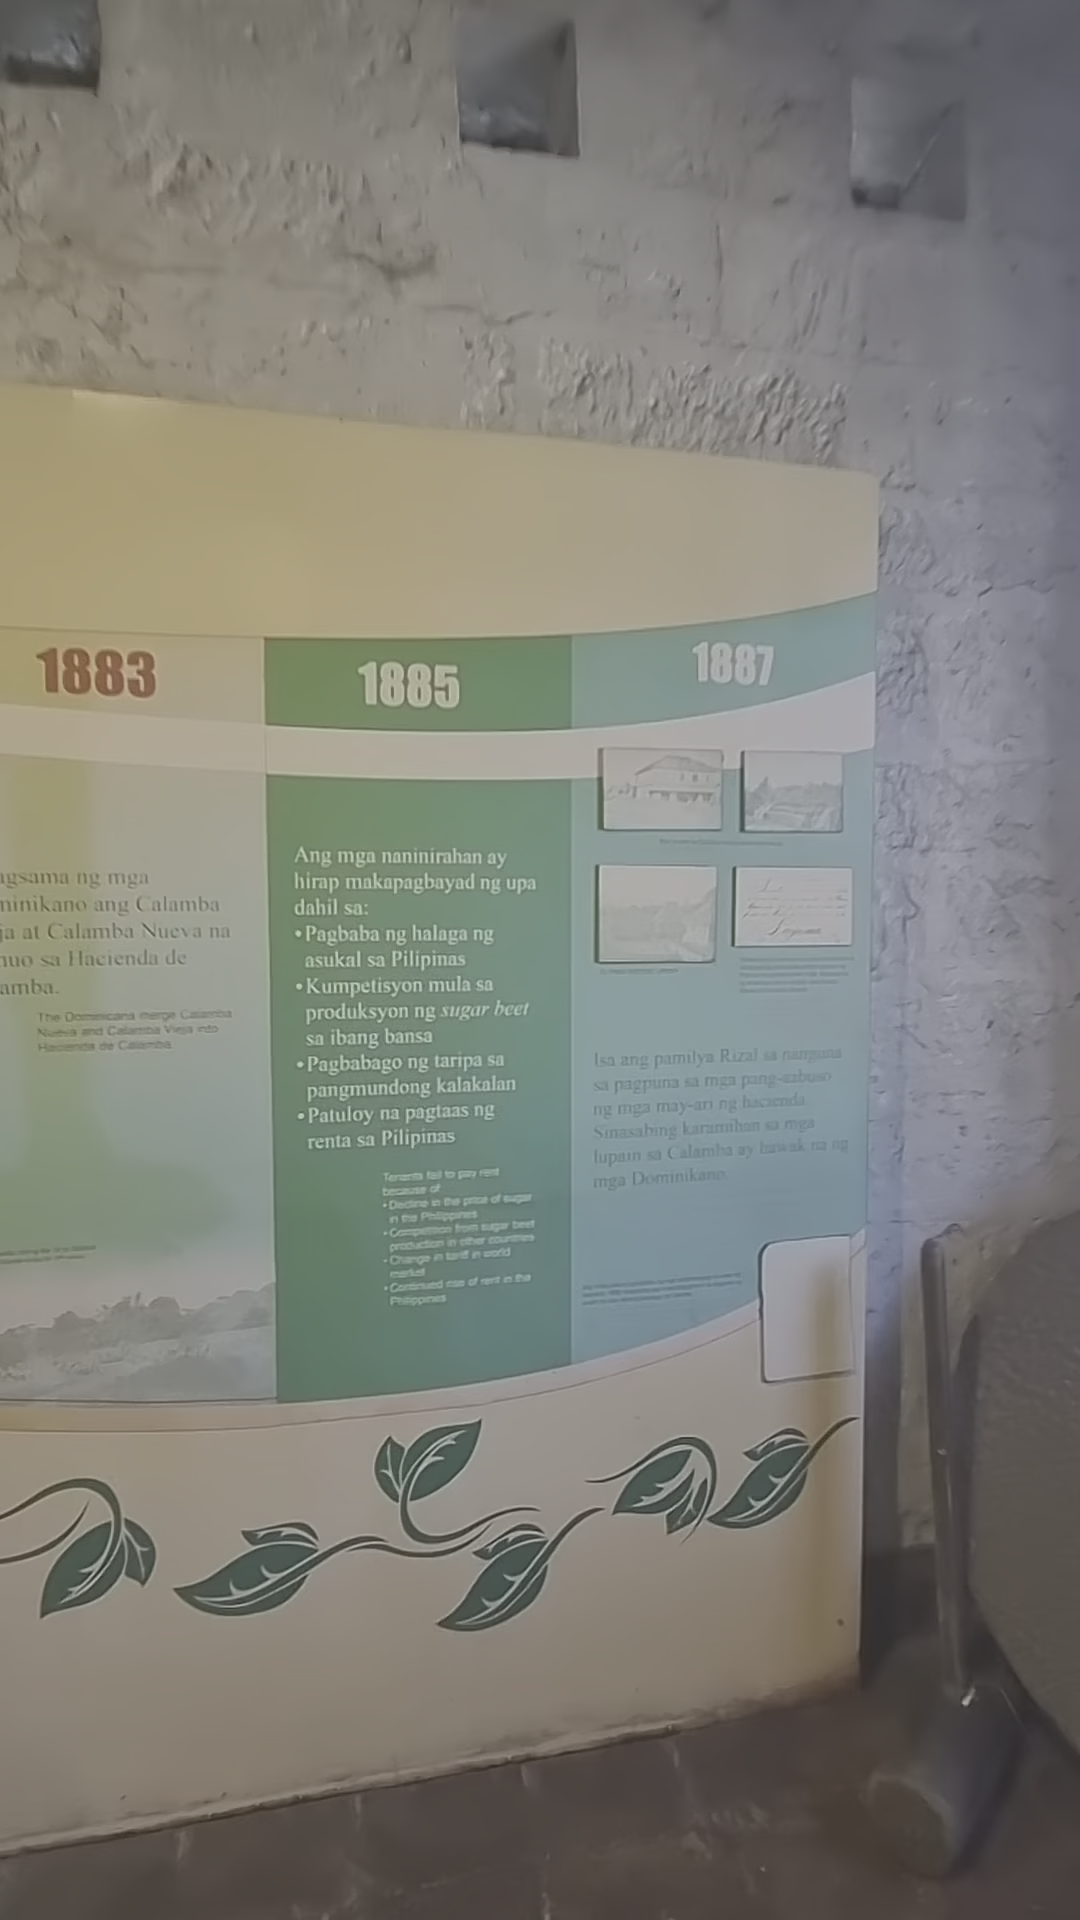 1883
ng mga
ang Calamba
at Calamba Nueva na
sa Hacienda de
The Dominicans merge Calamba
Nueva and Calamba Vieja into
Hacienda de Calamba
1885
Ang mga naninirahan ay
hirap makapagbayad ng upa
dahil sa:
•Pagbaba ng halaga ng
asukal sa Pilipinas
•Kumpetisyon mula sa
produksyon ng sugar beet
sa ibang bansa
•Pagbabago ng taripa sa
pangmundong kalakalan
•Patuloy na pagtaas ng
renta sa Pilipinas
Tenants fail to pay rent
because of
•Decline in the price of sugar
in the Philippines
•Competition from sugar beet
production in other countries
•Change in tariff in world
market
•Continued rise of rent in the
Philippines
1887
Isa ang pamilya Rizal sa nanguna
sa pagpuna sa mga pang-aabuso
ng mga may-ari ng hacienda.
Sinasabing karamihan sa mga
lupain sa Calamba ay hawak na ng
mga Dominikano.